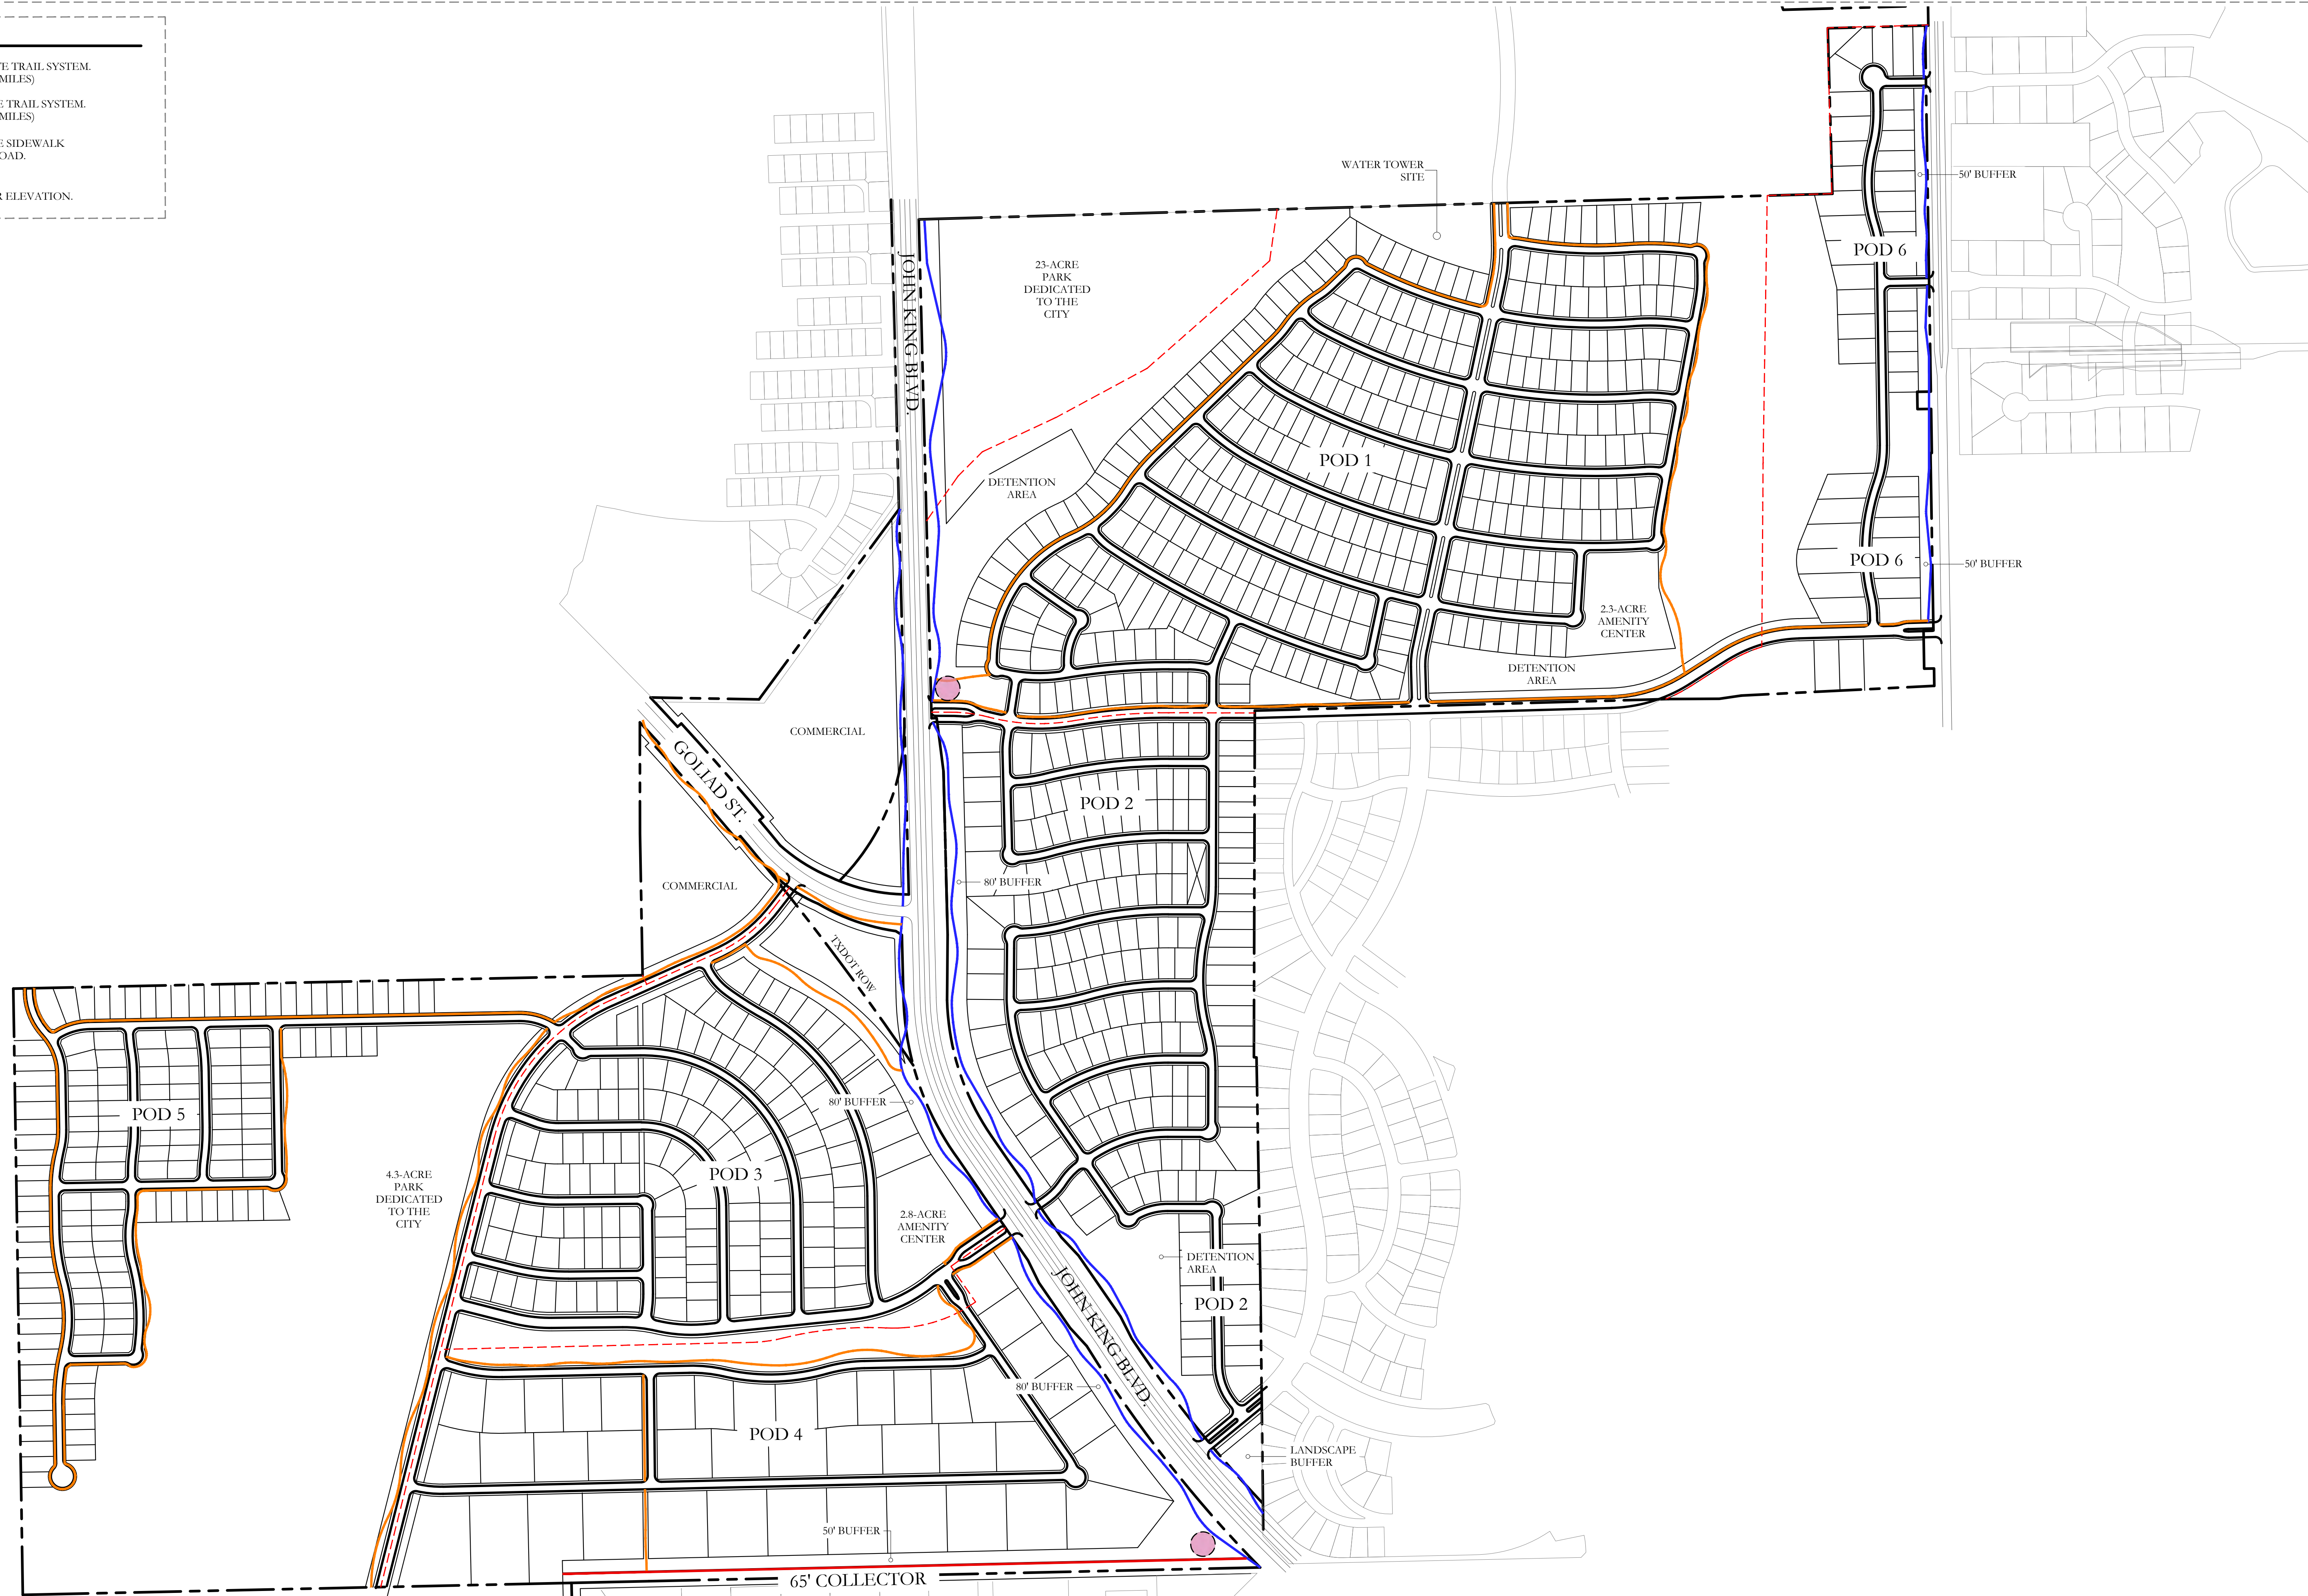 TE TRAIL SYSTEM.
MILES)
E TRAIL SYSTEM.
MILES)
E SIDEWALK
OAD.
R ELEVATION.
WATER TOWER
SITE
50' BUFFER
POD 6
JOHN KING BLVD.
23-ACRE
PARK
DEDICATED
TO THE
CITY
POD 1
DETENTION
AREA
POD 6
50' BUFFER
2.3-ACRE
AMENITY
CENTER
DETENTION
AREA
COMMERCIAL
GOLIAD ST.
POD 2
80' BUFFER
COMMERCIAL
TXDOT ROW
80' BUFFER
POD 5
POD 3
4.3-ACRE
PARK
DEDICATED
TO THE
CITY
2.8-ACRE
AMENITY
CENTER
DETENTION
AREA
POD 2
JOHN KING BLVD.
80' BUFFER
POD 4
LANDSCAPE
BUFFER
50' BUFFER
65' COLLECTOR